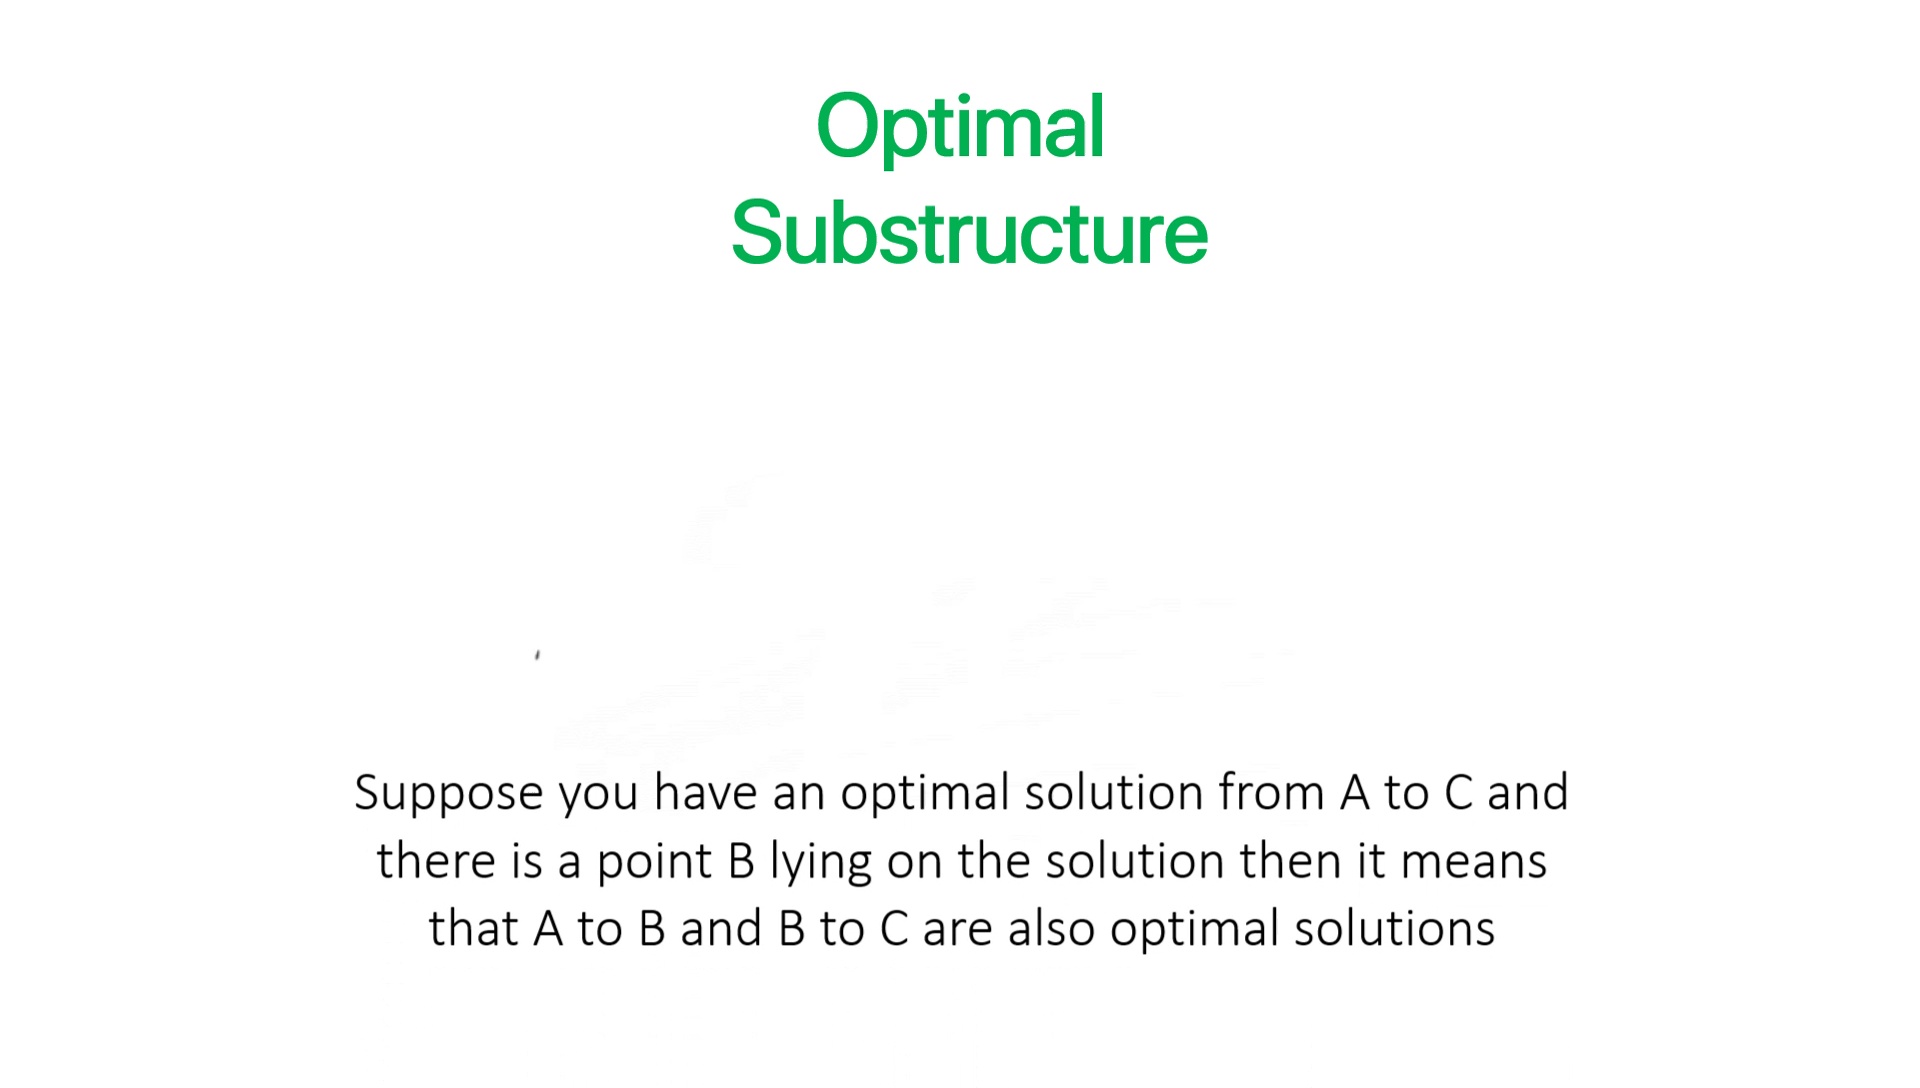 Optimal
Substructure
Suppose you have an optimal solution from A to C and
there is a point B lying on the solution then it means
that A to B and B to C are also optimal solutions